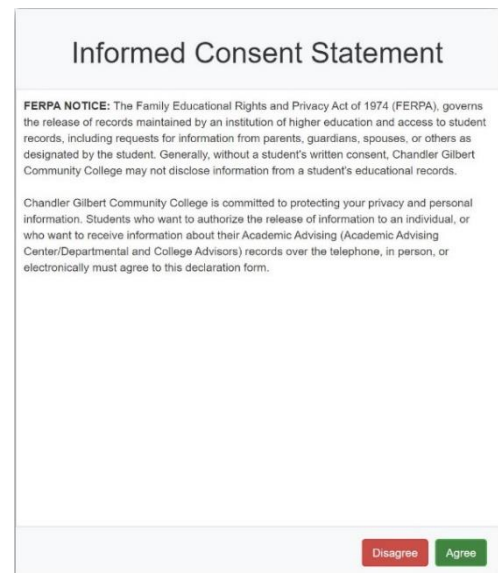 Informed Consent Statement
FERPA NOTICE: The Family Educational Rights and Privacy Act of 1974 (FERPA), governs
the release of records maintained by an institution of higher education and access to student
records, including requests for information from parents, guardians, spouses, or others as
designated by the student. Generally, without a student's written consent, Chandler Gilbert
Community College may not disclose information from a student's educational records.
Chandler Gilbert Community College is committed to protecting your privacy and personal
information. Students who want to authorize the release of information to an individual, or
who want to receive information about their Academic Advising (Academic Advising
Center/Departmental and College Advisors) records over the telephone, in person, or
electronically must agree to this declaration form.
Disagree Agree